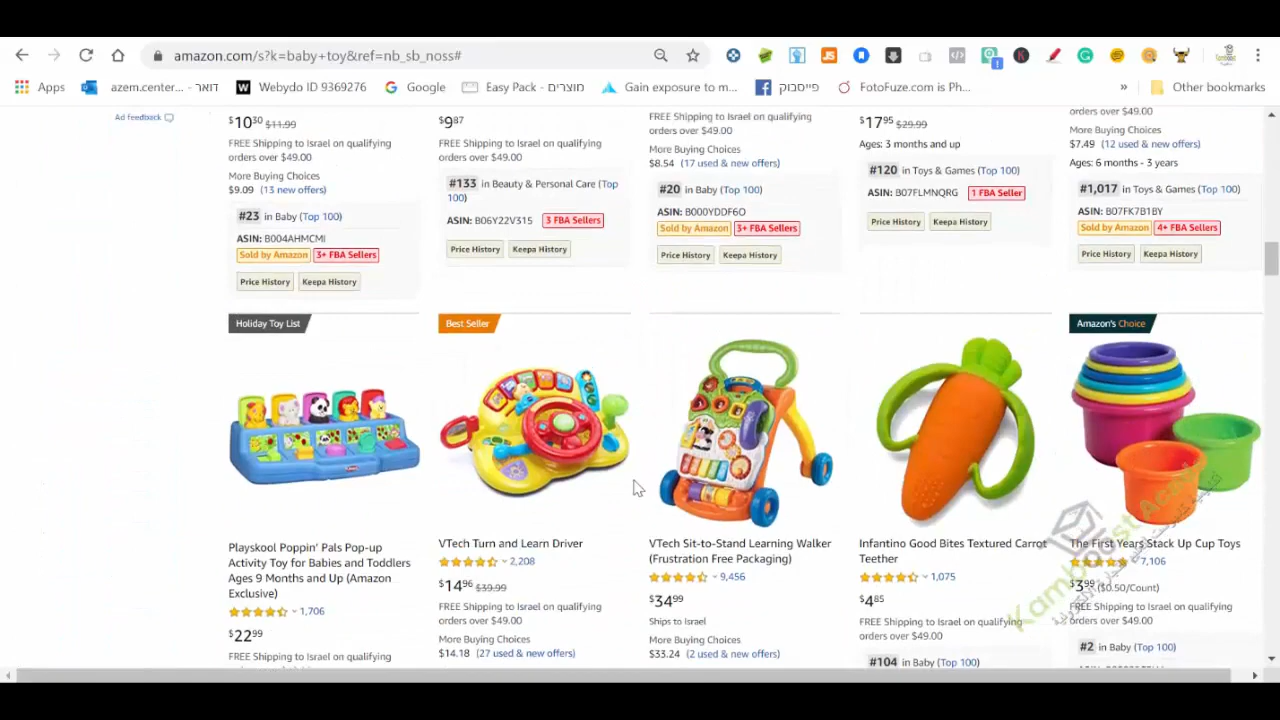 amazon.com/s?k=baby+toy&ref=nb_sb_noss#
Apps
azem.center... - דואר
Webydo ID 9369276
Google
Easy Pack - מוצרים
Gain exposure to m...
פייסבוק
FotoFuze.com is Ph...
»
Other bookmarks
Ad feedback
$10.30 $11.99
FREE Shipping to Israel on qualifying
orders over $49.00
More Buying Choices
$9.09 (13 new offers)
#23 in Baby (Top 100)
ASIN: B004AHMCMI
Sold by Amazon 3+ FBA Sellers
Price History Keepa History
$9.87
FREE Shipping to Israel on qualifying
orders over $49.00
#133 in Beauty & Personal Care (Top
100)
ASIN: B06Y22V315 3 FBA Sellers
Price History Keepa History
FREE Shipping to Israel on qualifying
orders over $49.00
More Buying Choices
$8.54 (17 used & new offers)
#20 in Baby (Top 100)
ASIN: B000YDDF6O
Sold by Amazon 3+ FBA Sellers
Price History Keepa History
$17.95 $29.99
Ages: 3 months and up
#120 in Toys & Games (Top 100)
ASIN: B07FLMNQRG 1 FBA Seller
Price History Keepa History
orders over $49.00
More Buying Choices
$7.49 (12 used & new offers)
Ages: 6 months - 3 years
#1,017 in Toys & Games (Top 100)
ASIN: B07FK7B1BY
Sold by Amazon 4+ FBA Sellers
Price History Keepa History
Holiday Toy List
Playskool Poppin' Pals Pop-up
Activity Toy for Babies and Toddlers
Ages 9 Months and Up (Amazon
Exclusive)
1,706
$22.99
FREE Shipping to Israel on qualifying
Best Seller
VTech Turn and Learn Driver
2,208
$14.96 $39.99
FREE Shipping to Israel on qualifying
orders over $49.00
More Buying Choices
$14.18 (27 used & new offers)
VTech Sit-to-Stand Learning Walker
(Frustration Free Packaging)
9,456
$34.99
Ships to Israel
More Buying Choices
$33.24 (2 used & new offers)
Infantino Good Bites Textured Carrot
Teether
1,075
$4.85
FREE Shipping to Israel on qualifying
orders over $49.00
#104 in Baby (Top 100)
Amazon's Choice
The First Years Stack Up Cup Toys
7,106
$3.99 ($0.50/Count)
FREE Shipping to Israel on qualifying
orders over $49.00
#2 in Baby (Top 100)